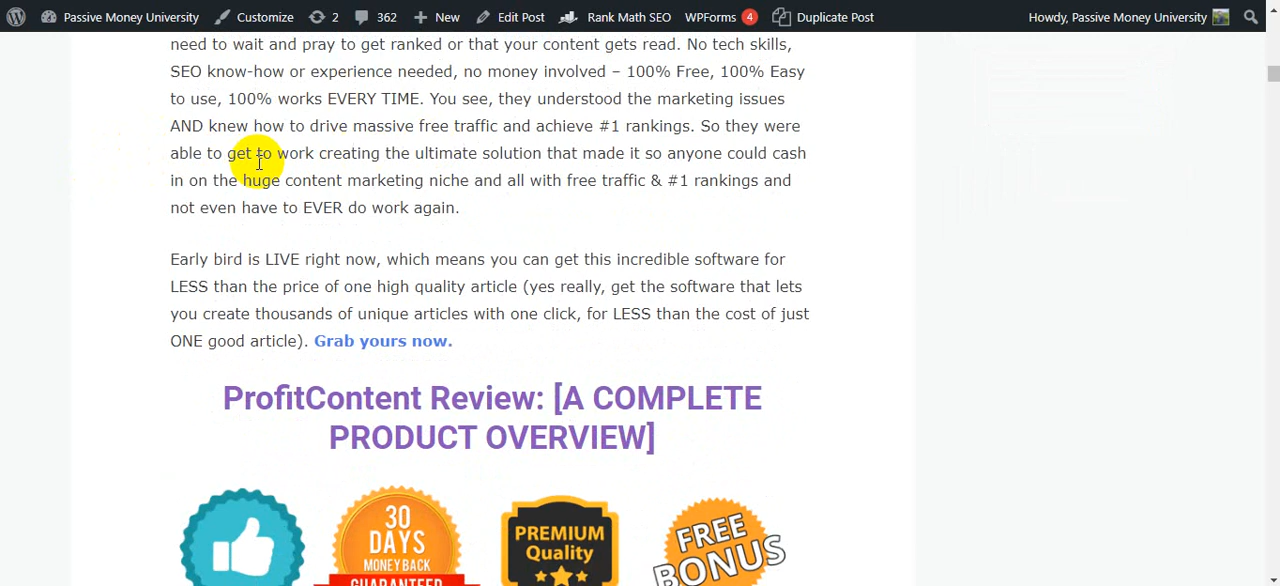 Passive Money University Customize 2 362 New Edit Post Rank Math SEO WPForms 4 Duplicate Post Howdy, Passive Money University
need to wait and pray to get ranked or that your content gets read. No tech skills,
SEO know-how or experience needed, no money involved – 100% Free, 100% Easy
to use, 100% works EVERY TIME. You see, they understood the marketing issues
AND knew how to drive massive free traffic and achieve #1 rankings. So they were
able to get to work creating the ultimate solution that made it so anyone could cash
in on the huge content marketing niche and all with free traffic & #1 rankings and
not even have to EVER do work again.
Early bird is LIVE right now, which means you can get this incredible software for
LESS than the price of one high quality article (yes really, get the software that lets
you create thousands of unique articles with one click, for LESS than the cost of just
ONE good article). Grab yours now.
ProfitContent Review: [A COMPLETE
PRODUCT OVERVIEW]
30
DAYS
MONEY BACK
GUARANTEED
PREMIUM
Quality
FREE
BONUS